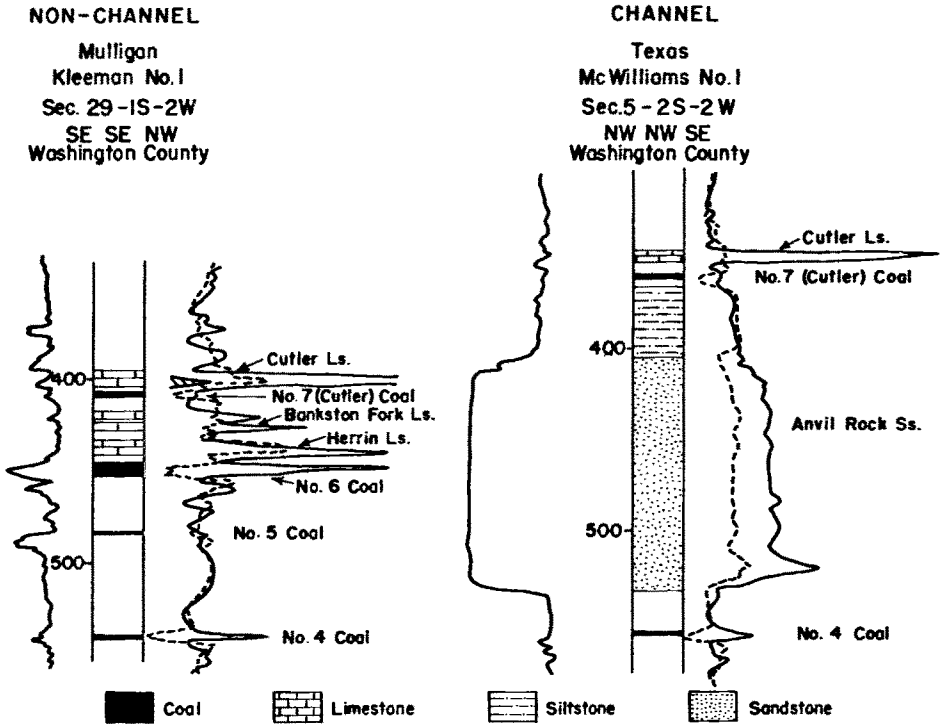 NON-CHANNEL
Mulligan
Kleeman No.1
Sec. 29-1S-2W
SE SE NW
Washington County
CHANNEL
Texas
McWilliams No.1
Sec.5-2S-2W
NW NW SE
Washington County
400
500
Cutler Ls.
No.7 (Cutler) Coal
Bankston Fork Ls.
Herrin Ls.
No.6 Coal
No.5 Coal
No.4 Coal
400
500
Cutler Ls.
No.7 (Cutler) Coal
Anvil Rock Ss.
No.4 Coal
Coal
Limestone
Siltstone
Sandstone